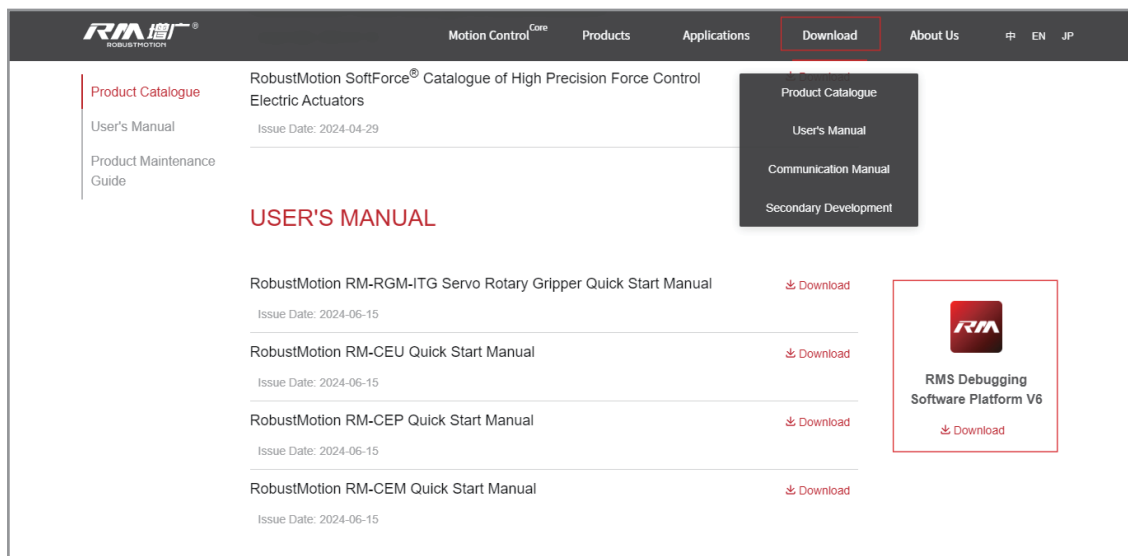 RM 增广®
ROBUSTMOTION
Motion Control Core
Products
Applications
Download
About Us
中 EN JP
Product Catalogue
User's Manual
Product Maintenance
Guide
RobustMotion SoftForce® Catalogue of High Precision Force Control
Electric Actuators
Issue Date: 2024-04-29
Download
Product Catalogue
User's Manual
Communication Manual
Secondary Development
USER'S MANUAL
RobustMotion RM-RGM-ITG Servo Rotary Gripper Quick Start Manual
Download
Issue Date: 2024-06-15
RobustMotion RM-CEU Quick Start Manual
Download
Issue Date: 2024-06-15
RobustMotion RM-CEP Quick Start Manual
Download
Issue Date: 2024-06-15
RobustMotion RM-CEM Quick Start Manual
Download
Issue Date: 2024-06-15
RM
RMS Debugging
Software Platform V6
Download